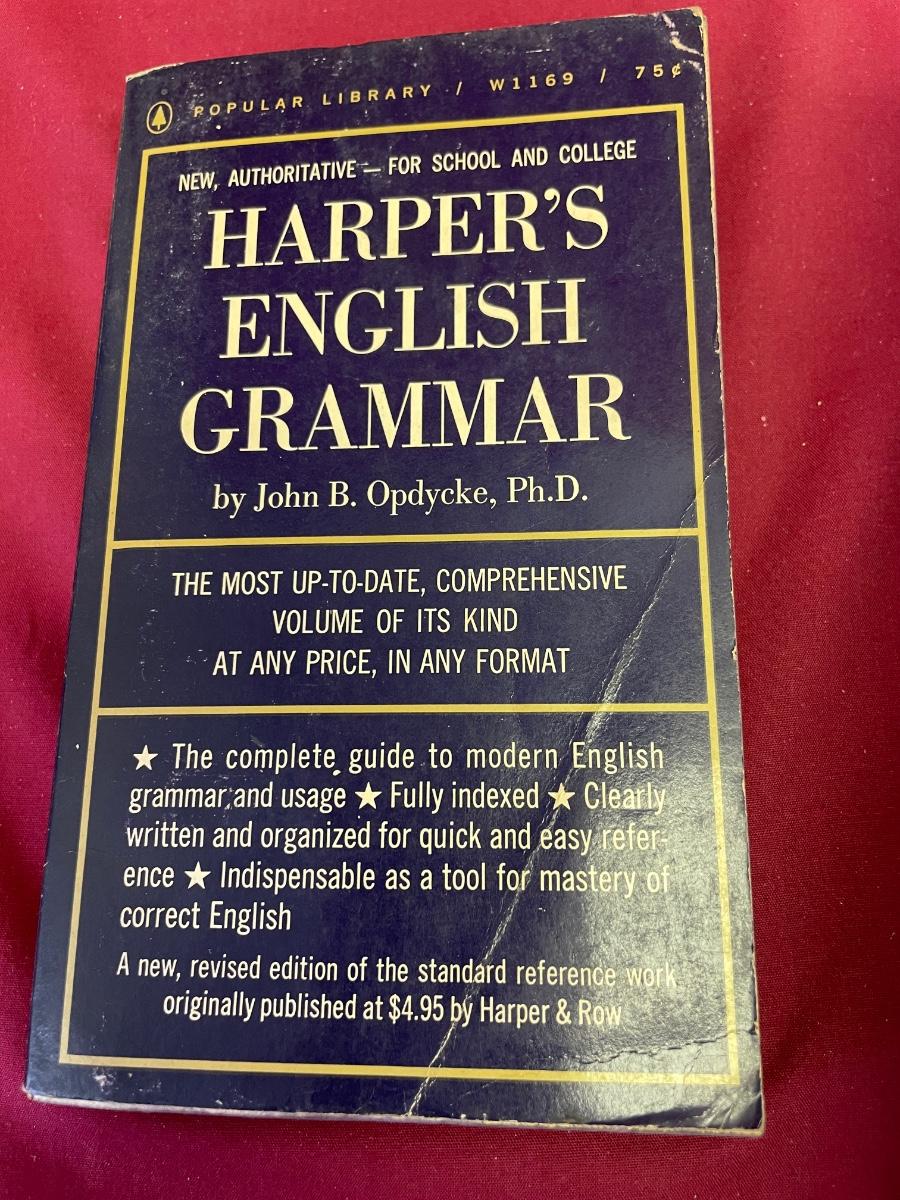 POPULAR LIBRARY / W1169 / 75¢
NEW, AUTHORITATIVE — FOR SCHOOL AND COLLEGE
HARPER'S
ENGLISH
GRAMMAR
by John B. Opdycke, Ph.D.
THE MOST UP-TO-DATE, COMPREHENSIVE
VOLUME OF ITS KIND
AT ANY PRICE, IN ANY FORMAT
★ The complete guide to modern English
grammar and usage ★ Fully indexed ★ Clearly
written and organized for quick and easy refer-
ence ★ Indispensable as a tool for mastery of
correct English
A new, revised edition of the standard reference work
originally published at $4.95 by Harper & Row